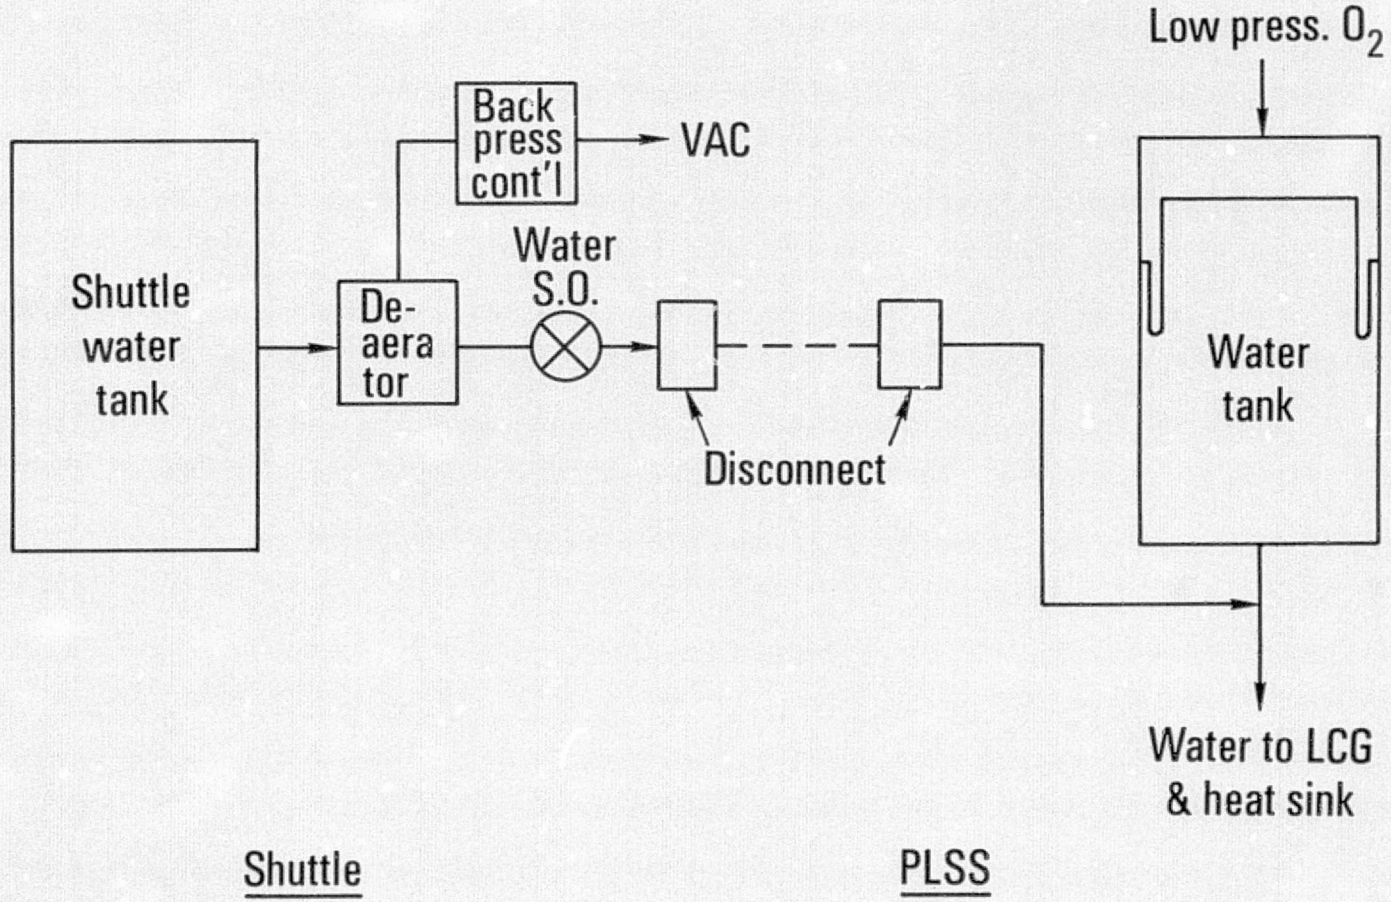 Low press. O₂
Back
press
cont'l
VAC
Shuttle
water
tank
De-
aera
tor
Water
S.O.
Disconnect
Water
tank
Water to LCG
& heat sink
Shuttle
PLSS